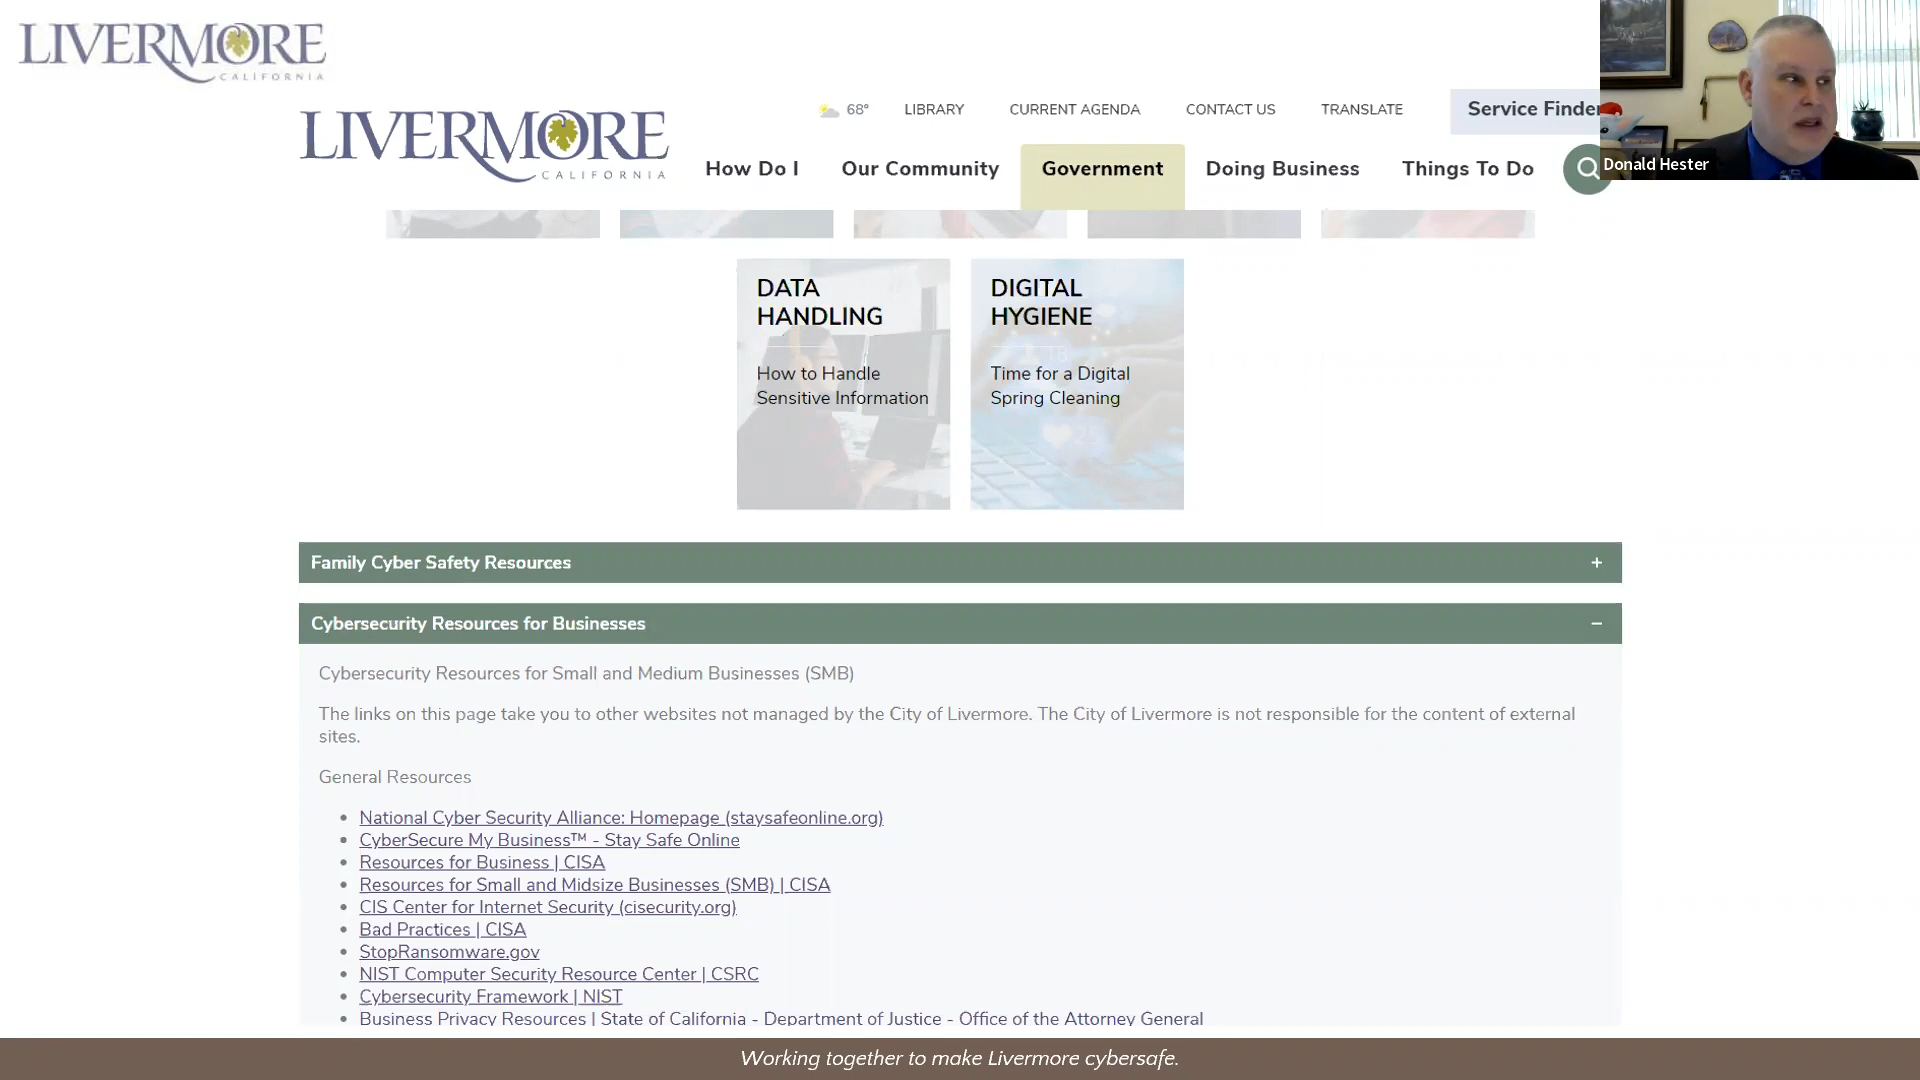 LIVERMORE
CALIFORNIA
68°
LIBRARY
CURRENT AGENDA
CONTACT US
TRANSLATE
Service Finder
LIVERMORE
CALIFORNIA
How Do I
Our Community
Government
Doing Business
Things To Do
Donald Hester
DATA
HANDLING
How to Handle
Sensitive Information
DIGITAL
HYGIENE
Time for a Digital
Spring Cleaning
25
Family Cyber Safety Resources
+
Cybersecurity Resources for Businesses
−
Cybersecurity Resources for Small and Medium Businesses (SMB)
The links on this page take you to other websites not managed by the City of Livermore. The City of Livermore is not responsible for the content of external
sites.
General Resources
• National Cyber Security Alliance: Homepage (staysafeonline.org)
• CyberSecure My Business™ - Stay Safe Online
• Resources for Business | CISA
• Resources for Small and Midsize Businesses (SMB) | CISA
• CIS Center for Internet Security (cisecurity.org)
• Bad Practices | CISA
• StopRansomware.gov
• NIST Computer Security Resource Center | CSRC
• Cybersecurity Framework | NIST
• Business Privacy Resources | State of California - Department of Justice - Office of the Attorney General
Working together to make Livermore cybersafe.